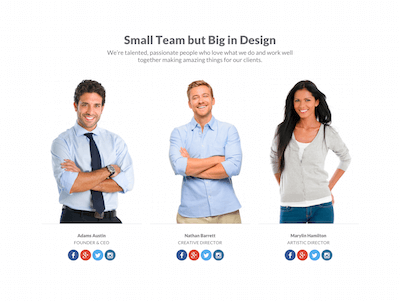 Small Team but Big in Design
We're talented, passionate people who love what we do and work well
together making amazing things for our clients.
Adams Austin
FOUNDER & CEO
Nathan Barrett
CREATIVE DIRECTOR
Marylin Hamilton
ARTISTIC DIRECTOR